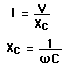 I = V / X_C
X_C = 1 / ωC